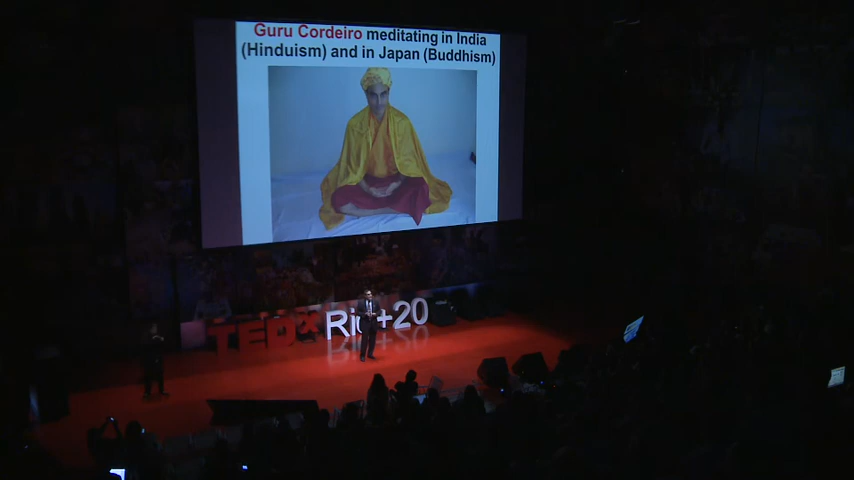 Guru Cordeiro meditating in India
(Hinduism) and in Japan (Buddhism)
TEDx Rio+20